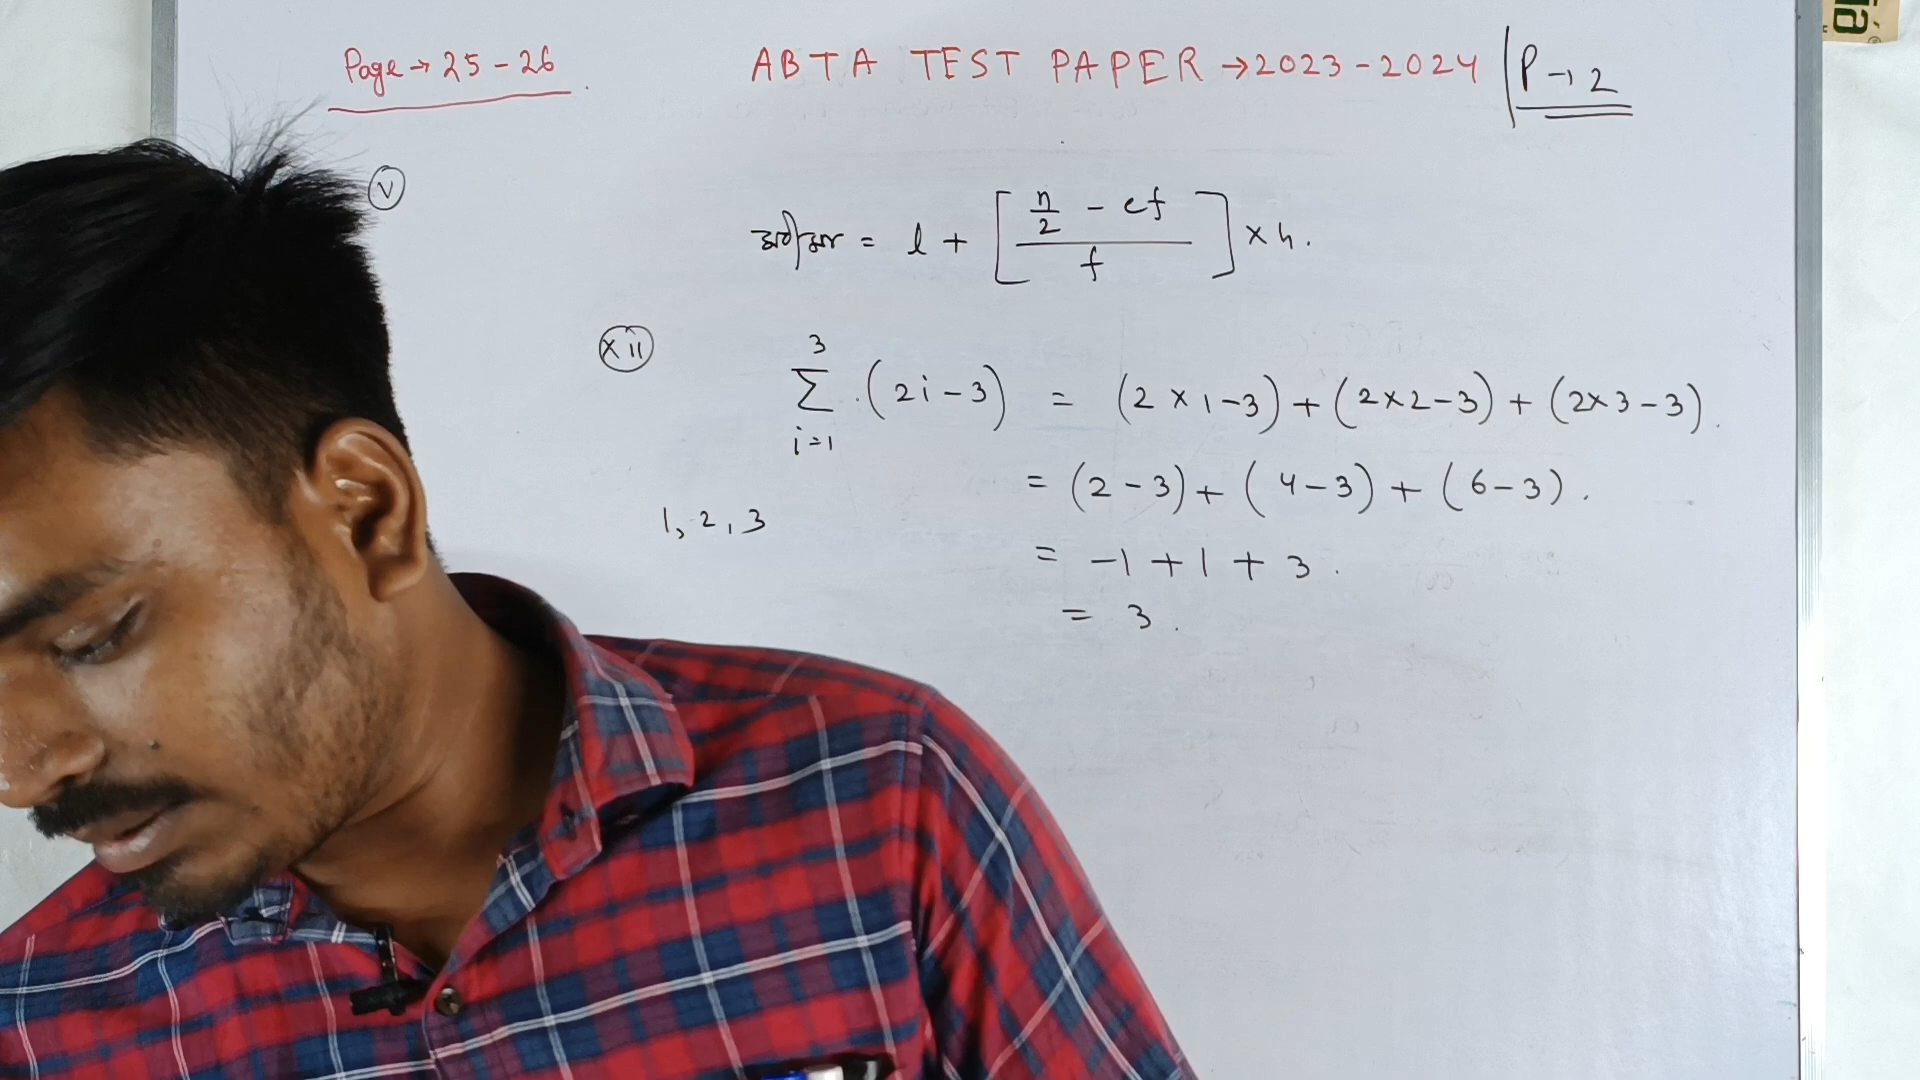 Page → 25-26
ABTA TEST PAPER → 2023-2024 | P → 2
(v)
= l + [ (n/2 - cf) / f ] × h.
(xii)
3
Σ (2i-3) = (2×1-3) + (2×2-3) + (2×3-3).
i=1
= (2-3) + (4-3) + (6-3).
1, 2, 3
= -1+1+3.
= 3.